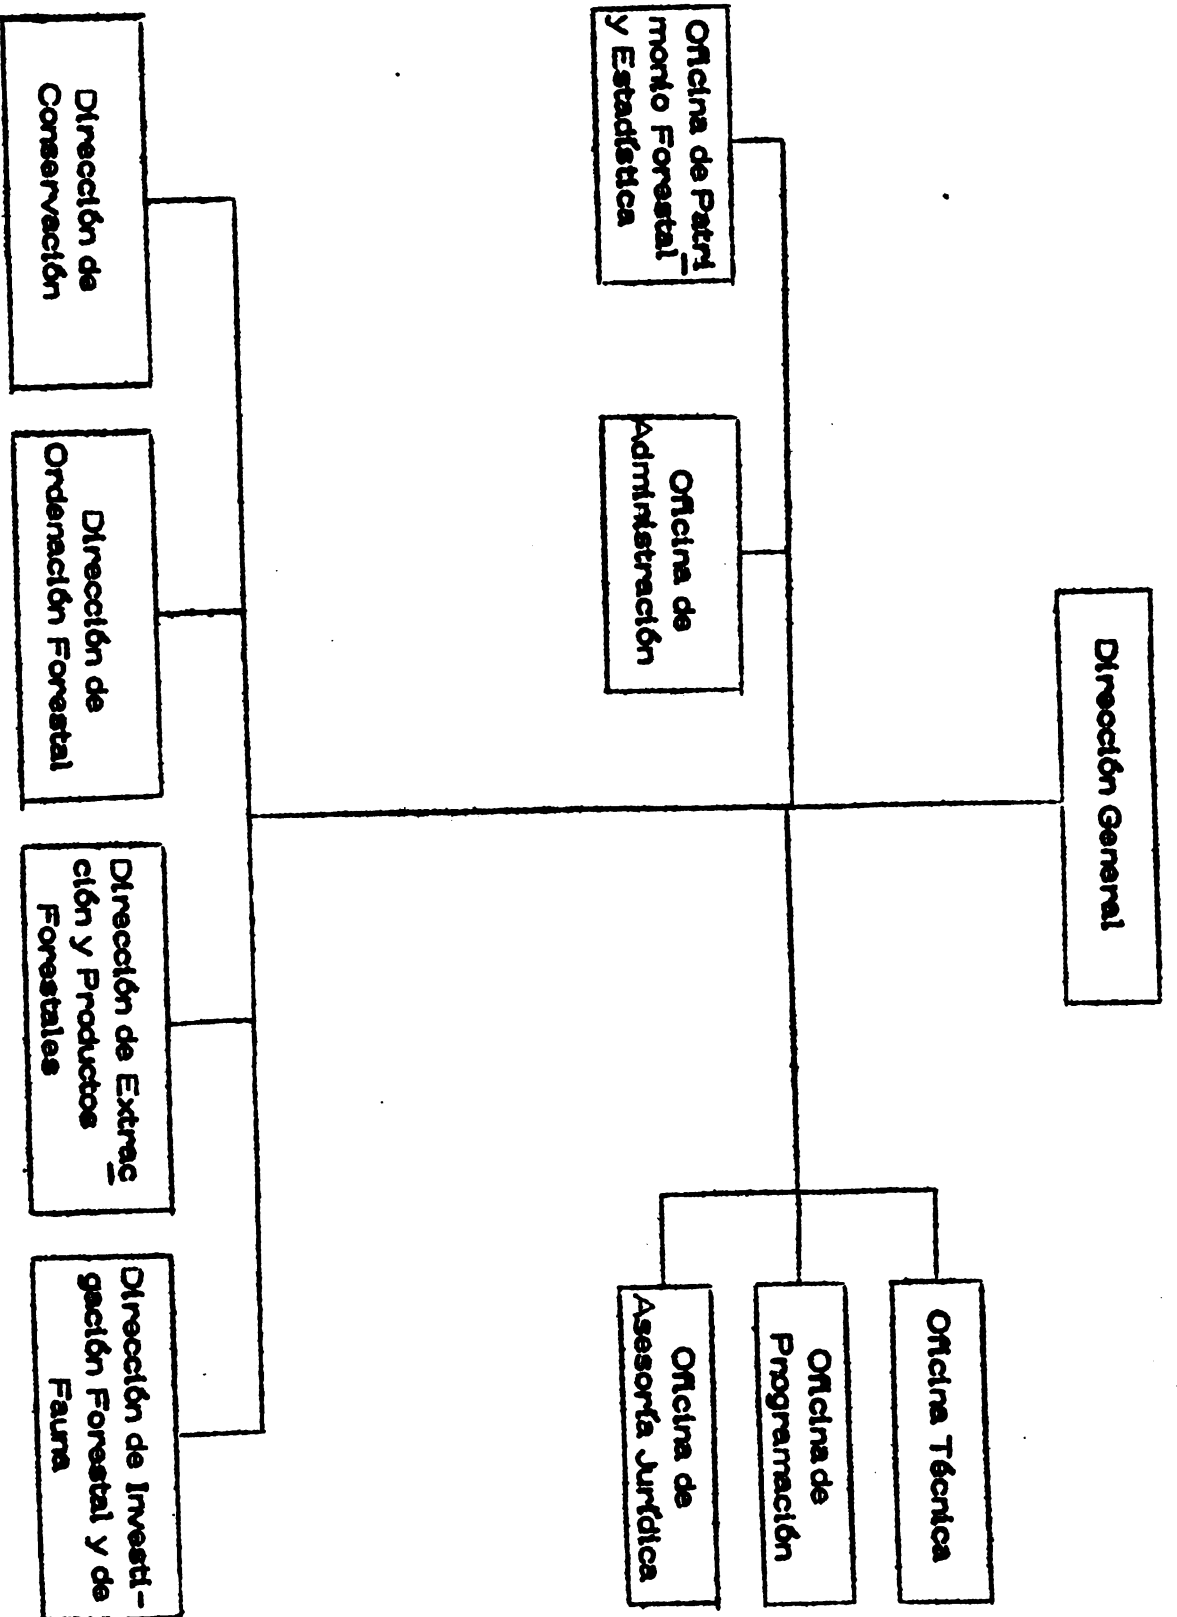 Dirección General
Oficina Técnica
Oficina de
Programación
Oficina de
Asesoría Jurídica
Oficina de Patri
monio Forestal
y Estadística
Oficina de
Administración
Dirección de
Conservación
Dirección de
Ordenación Forestal
Dirección de Extrac
ción y Productos
Forestales
Dirección de Investi-
gación Forestal y de
Fauna